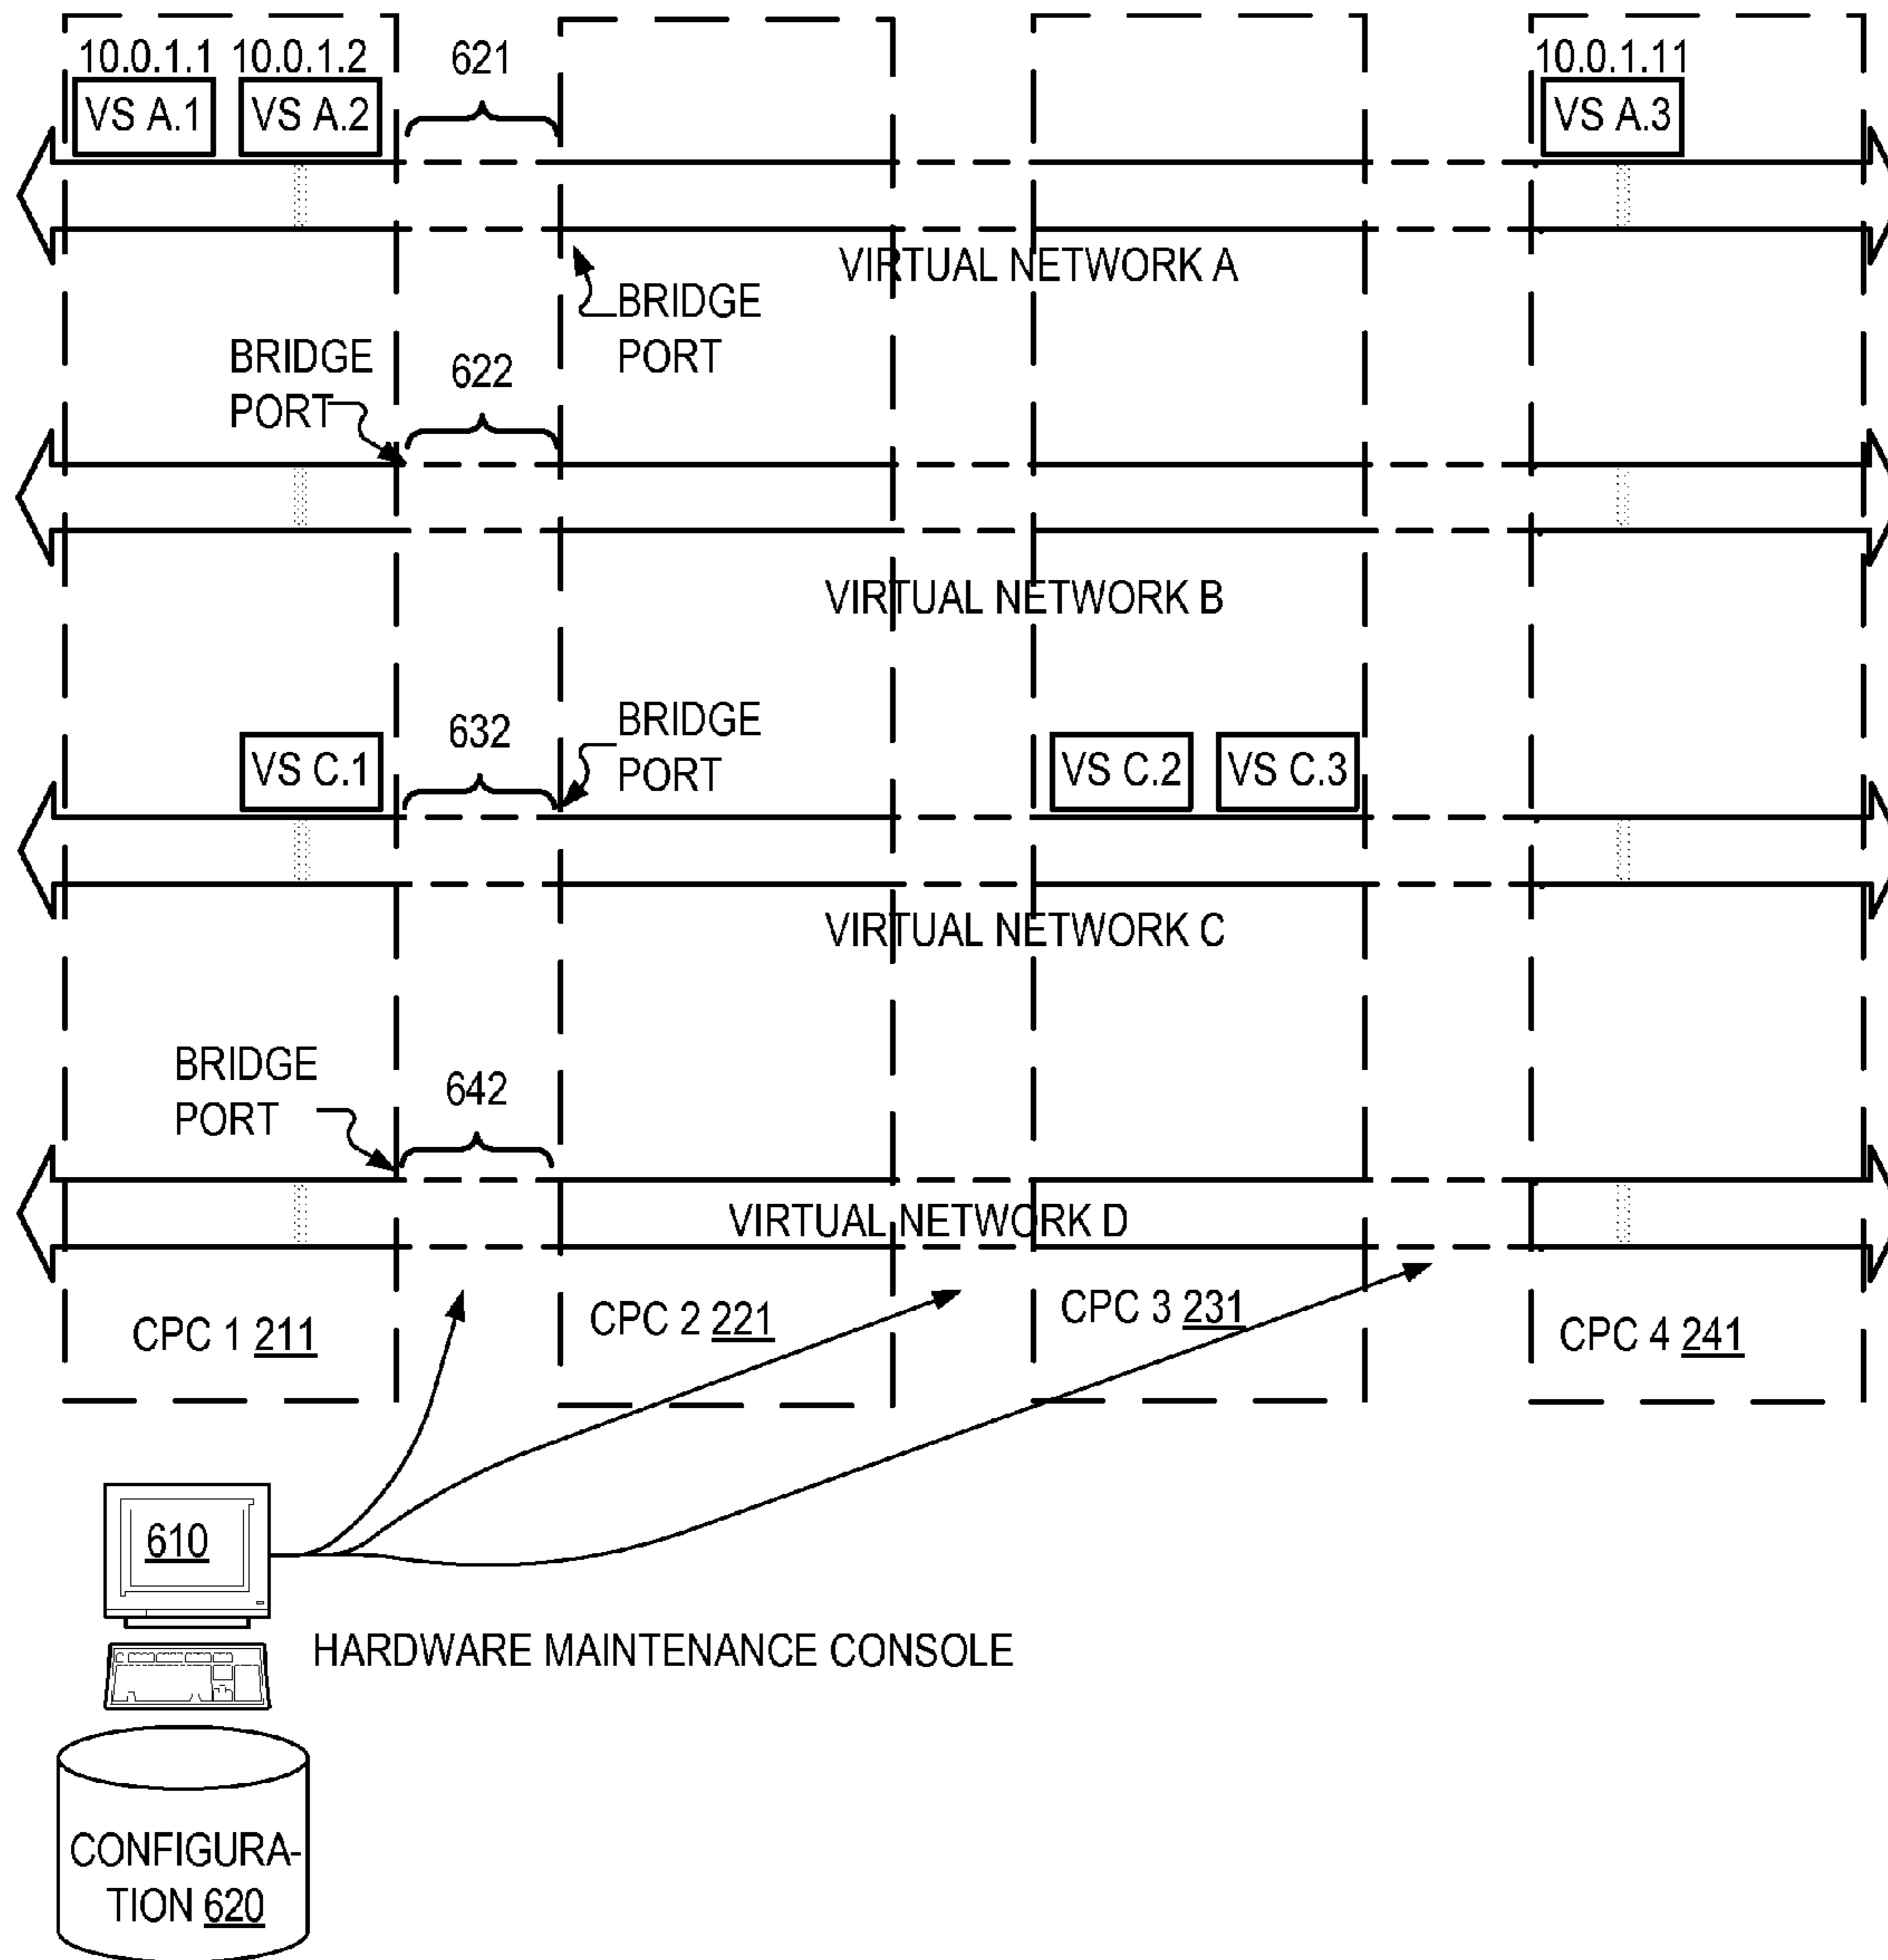 10.0.1.1 10.0.1.2
621
10.0.1.11
VS A.1
VS A.2
VS A.3
VIRTUAL NETWORK A
BRIDGE
PORT
BRIDGE
PORT
622
VIRTUAL NETWORK B
BRIDGE
PORT
632
VS C.1
VS C.2
VS C.3
VIRTUAL NETWORK C
BRIDGE
PORT
642
VIRTUAL NETWORK D
CPC 1 211
CPC 2 221
CPC 3 231
CPC 4 241
610
HARDWARE MAINTENANCE CONSOLE
CONFIGURA-
TION 620